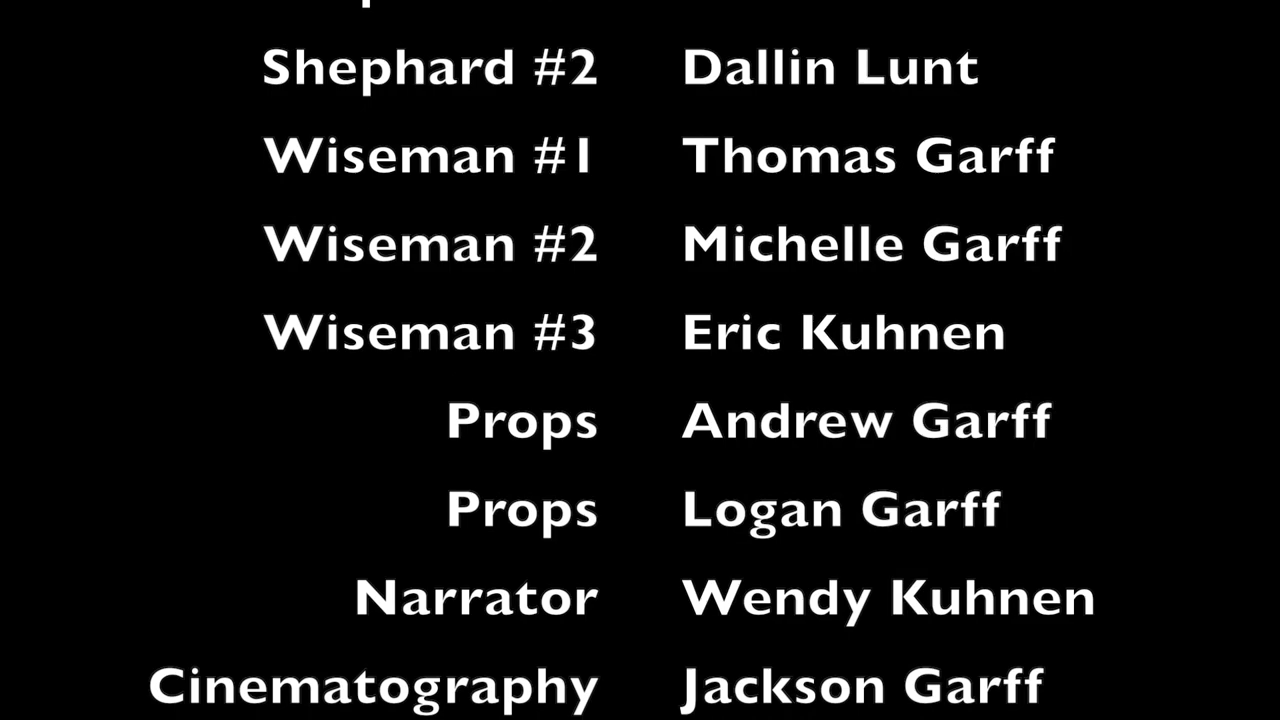 Shephard #2 Dallin Lunt
Wiseman #1 Thomas Garff
Wiseman #2 Michelle Garff
Wiseman #3 Eric Kuhnen
Props Andrew Garff
Props Logan Garff
Narrator Wendy Kuhnen
Cinematography Jackson Garff